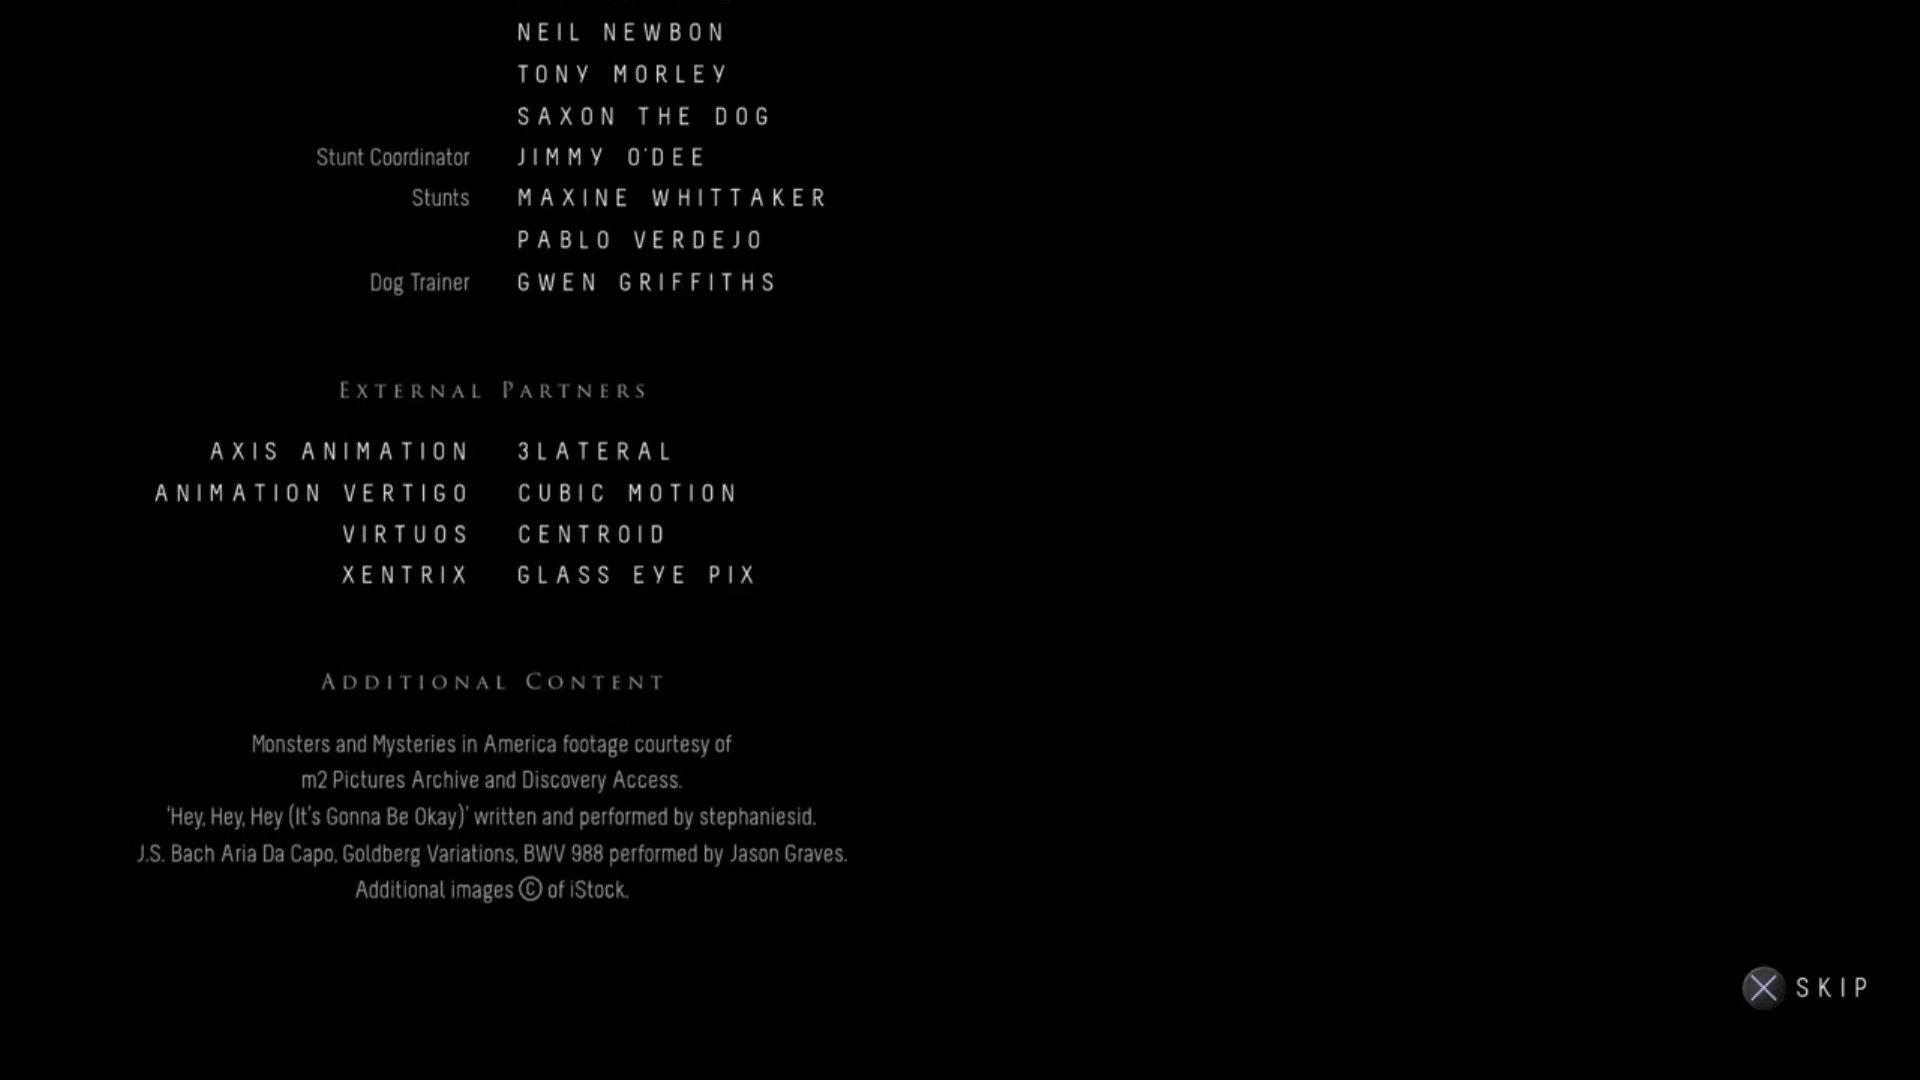 NEIL NEWBON
TONY MORLEY
SAXON THE DOG
Stunt Coordinator JIMMY O'DEE
Stunts MAXINE WHITTAKER
PABLO VERDEJO
Dog Trainer GWEN GRIFFITHS
EXTERNAL PARTNERS
AXIS ANIMATION 3LATERAL
ANIMATION VERTIGO CUBIC MOTION
VIRTUOS CENTROID
XENTRIX GLASS EYE PIX
ADDITIONAL CONTENT
Monsters and Mysteries in America footage courtesy of
m2 Pictures Archive and Discovery Access.
'Hey, Hey, Hey (It's Gonna Be Okay)' written and performed by stephaniesid.
J.S. Bach Aria Da Capo, Goldberg Variations, BWV 988 performed by Jason Graves.
Additional images © of iStock.
SKIP